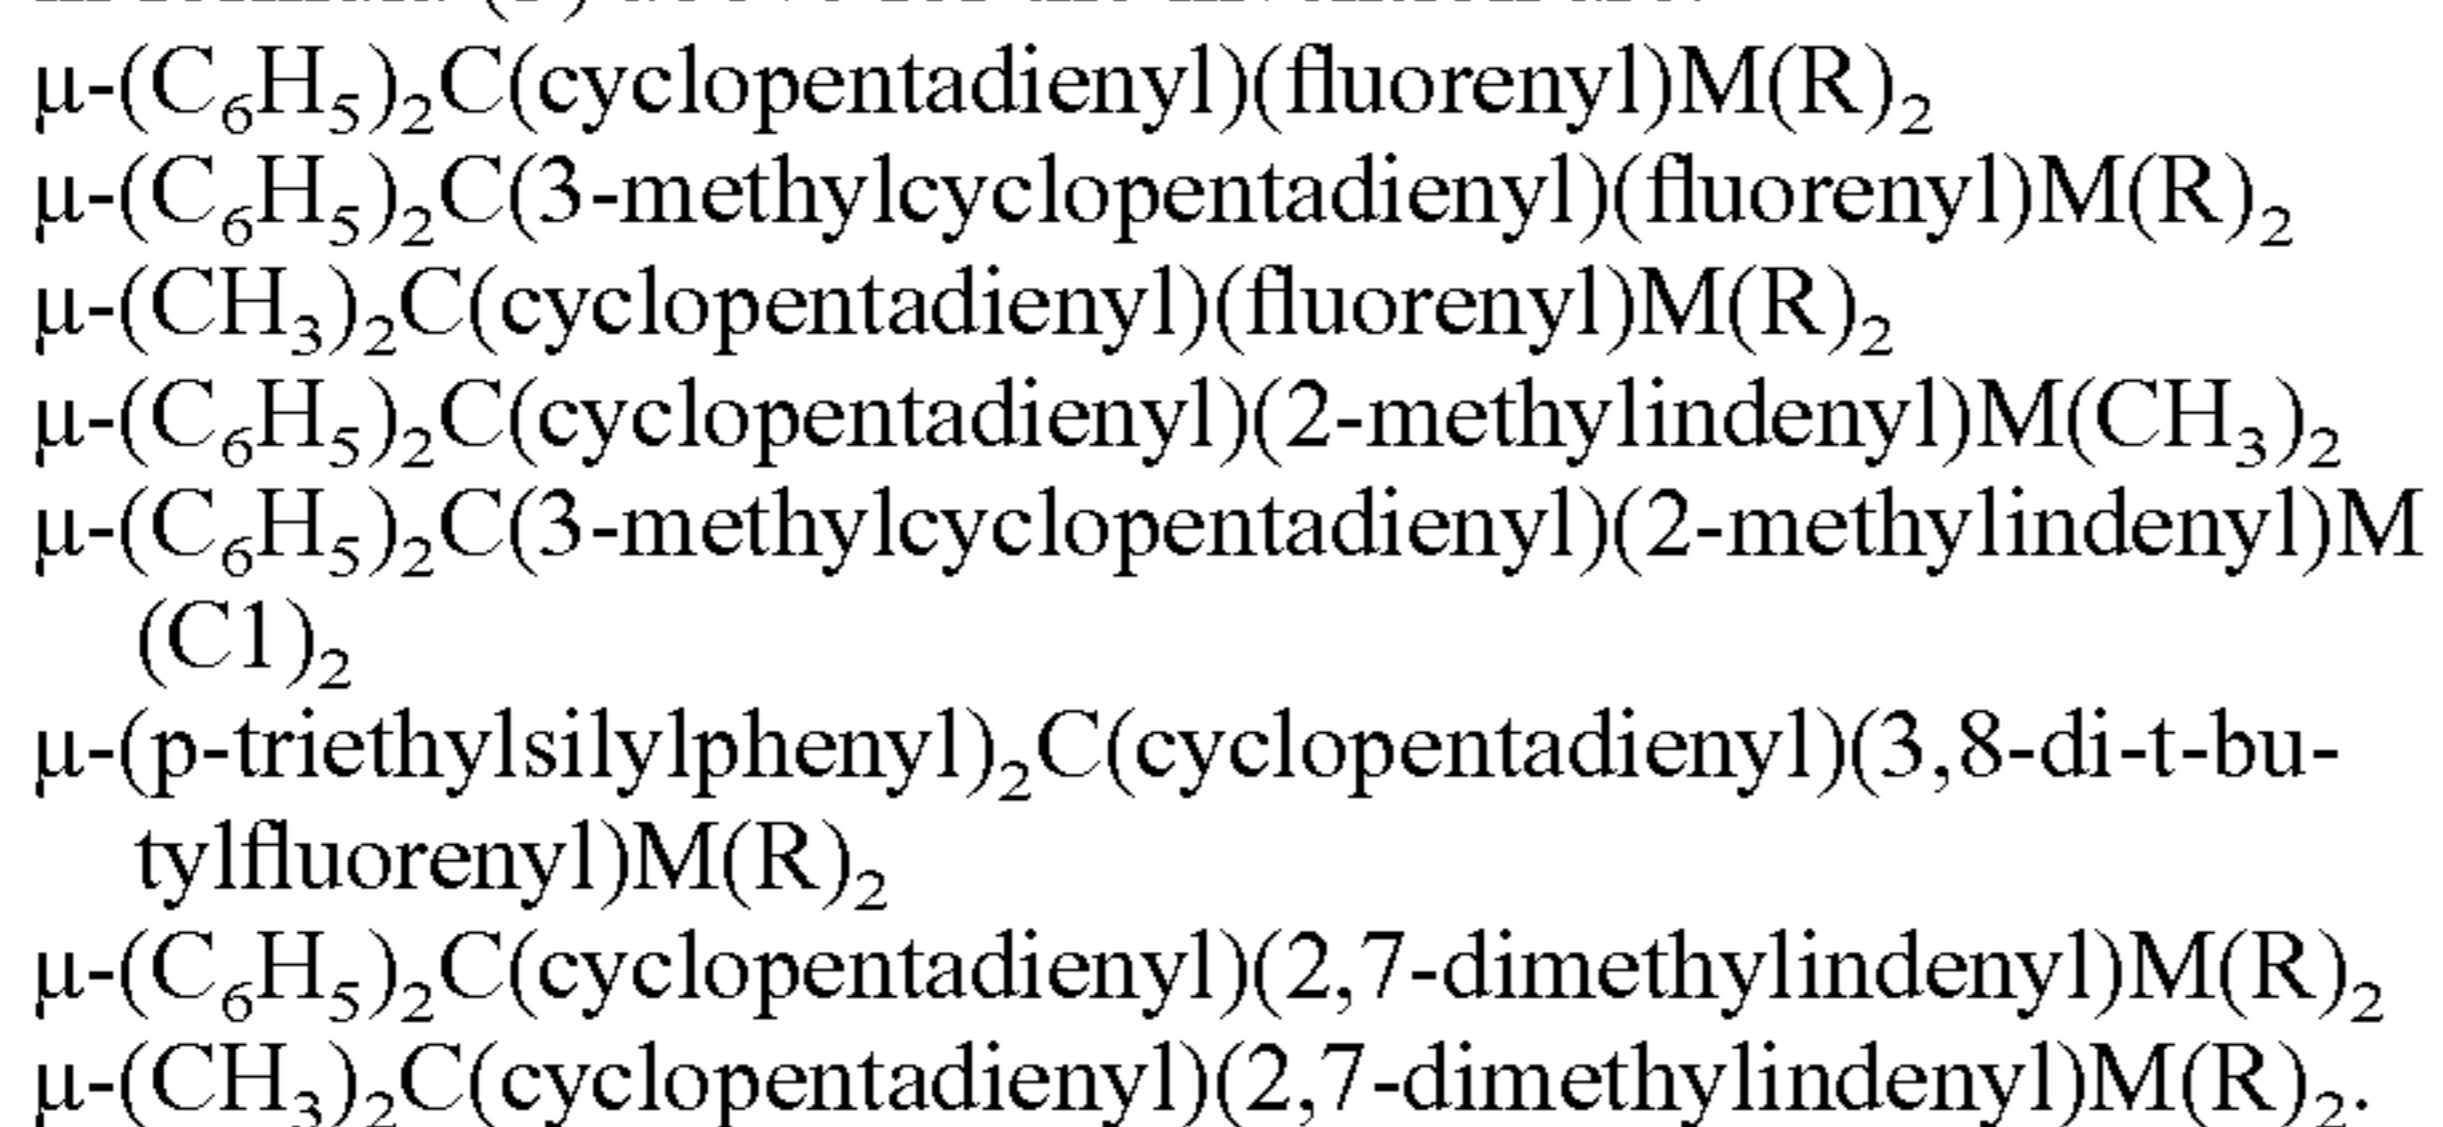 μ-(C₆H₅)₂C(cyclopentadienyl)(fluorenyl)M(R)₂
μ-(C₆H₅)₂C(3-methylcyclopentadienyl)(fluorenyl)M(R)₂
μ-(CH₃)₂C(cyclopentadienyl)(fluorenyl)M(R)₂
μ-(C₆H₅)₂C(cyclopentadienyl)(2-methylindenyl)M(CH₃)₂
μ-(C₆H₅)₂C(3-methylcyclopentadienyl)(2-methylindenyl)M
(C1)₂
μ-(p-triethylsilylphenyl)₂C(cyclopentadienyl)(3,8-di-t-bu-
tylfluorenyl)M(R)₂
μ-(C₆H₅)₂C(cyclopentadienyl)(2,7-dimethylindenyl)M(R)₂
μ-(CH₃)₂C(cyclopentadienyl)(2,7-dimethylindenyl)M(R)₂.